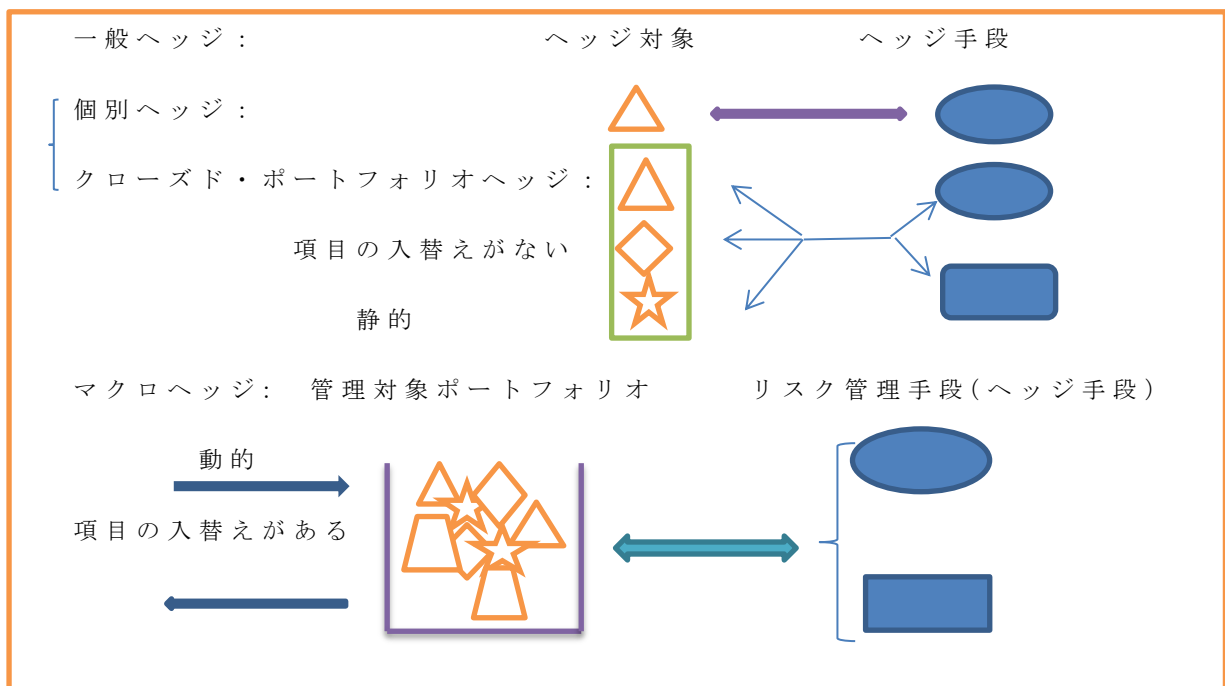 一般ヘッジ: ヘッジ対象 ヘッジ手段
個別ヘッジ:
クローズド・ポートフォリオヘッジ:
項目の入替えがない
静的
マクロヘッジ: 管理対象ポートフォリオ リスク管理手段(ヘッジ手段)
動的
項目の入替えがある